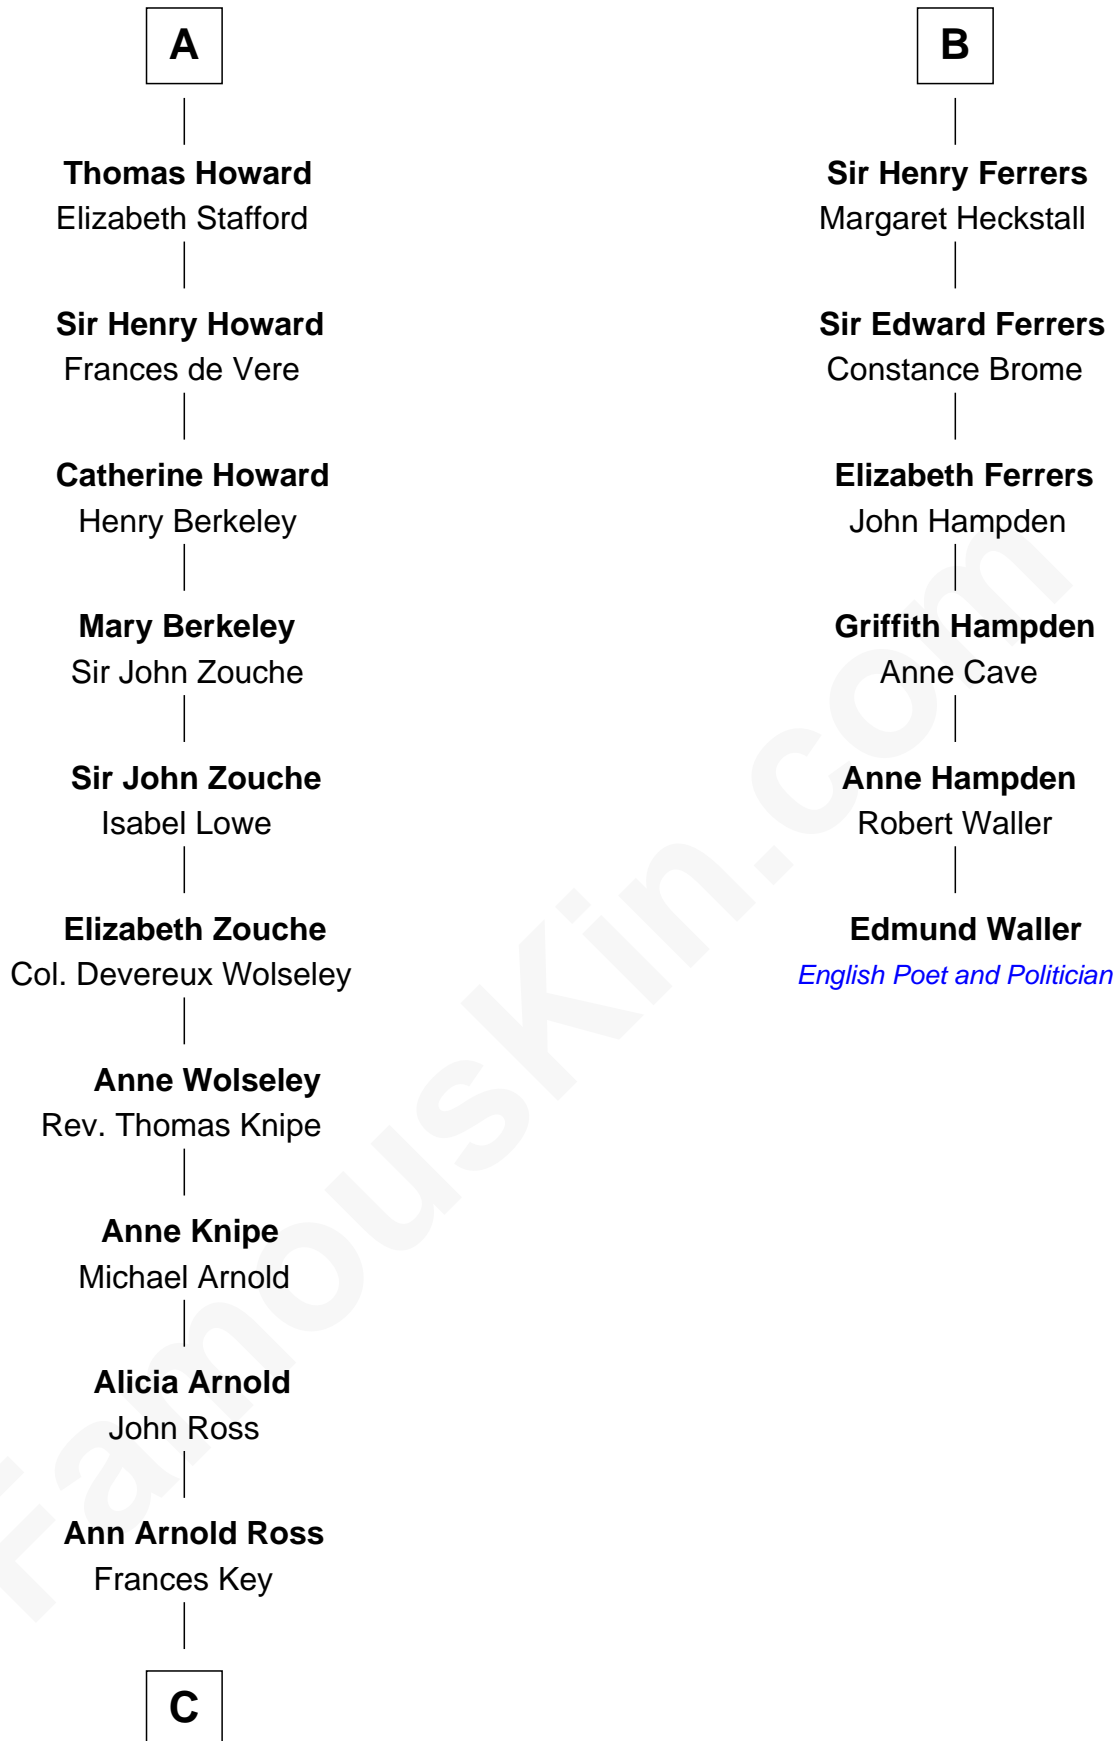 A
Thomas Howard
Elizabeth Stafford
Sir Henry Howard
Frances de Vere
Catherine Howard
Henry Berkeley
Mary Berkeley
Sir John Zouche
Sir John Zouche
Isabel Lowe
Elizabeth Zouche
Col. Devereux Wolseley
Anne Wolseley
Rev. Thomas Knipe
Anne Knipe
Michael Arnold
Alicia Arnold
John Ross
Ann Arnold Ross
Frances Key
C
B
Sir Henry Ferrers
Margaret Heckstall
Sir Edward Ferrers
Constance Brome
Elizabeth Ferrers
John Hampden
Griffith Hampden
Anne Cave
Anne Hampden
Robert Waller
Edmund Waller
English Poet and Politician
FamousKin.com